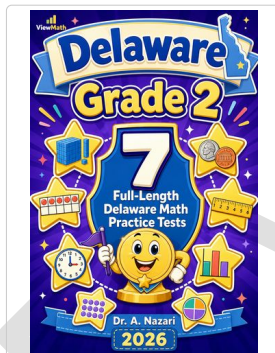 ViewMath
Delaware
Grade 2
7
Full-Length
Delaware Math
Practice Tests
Dr. A. Nazari
2026